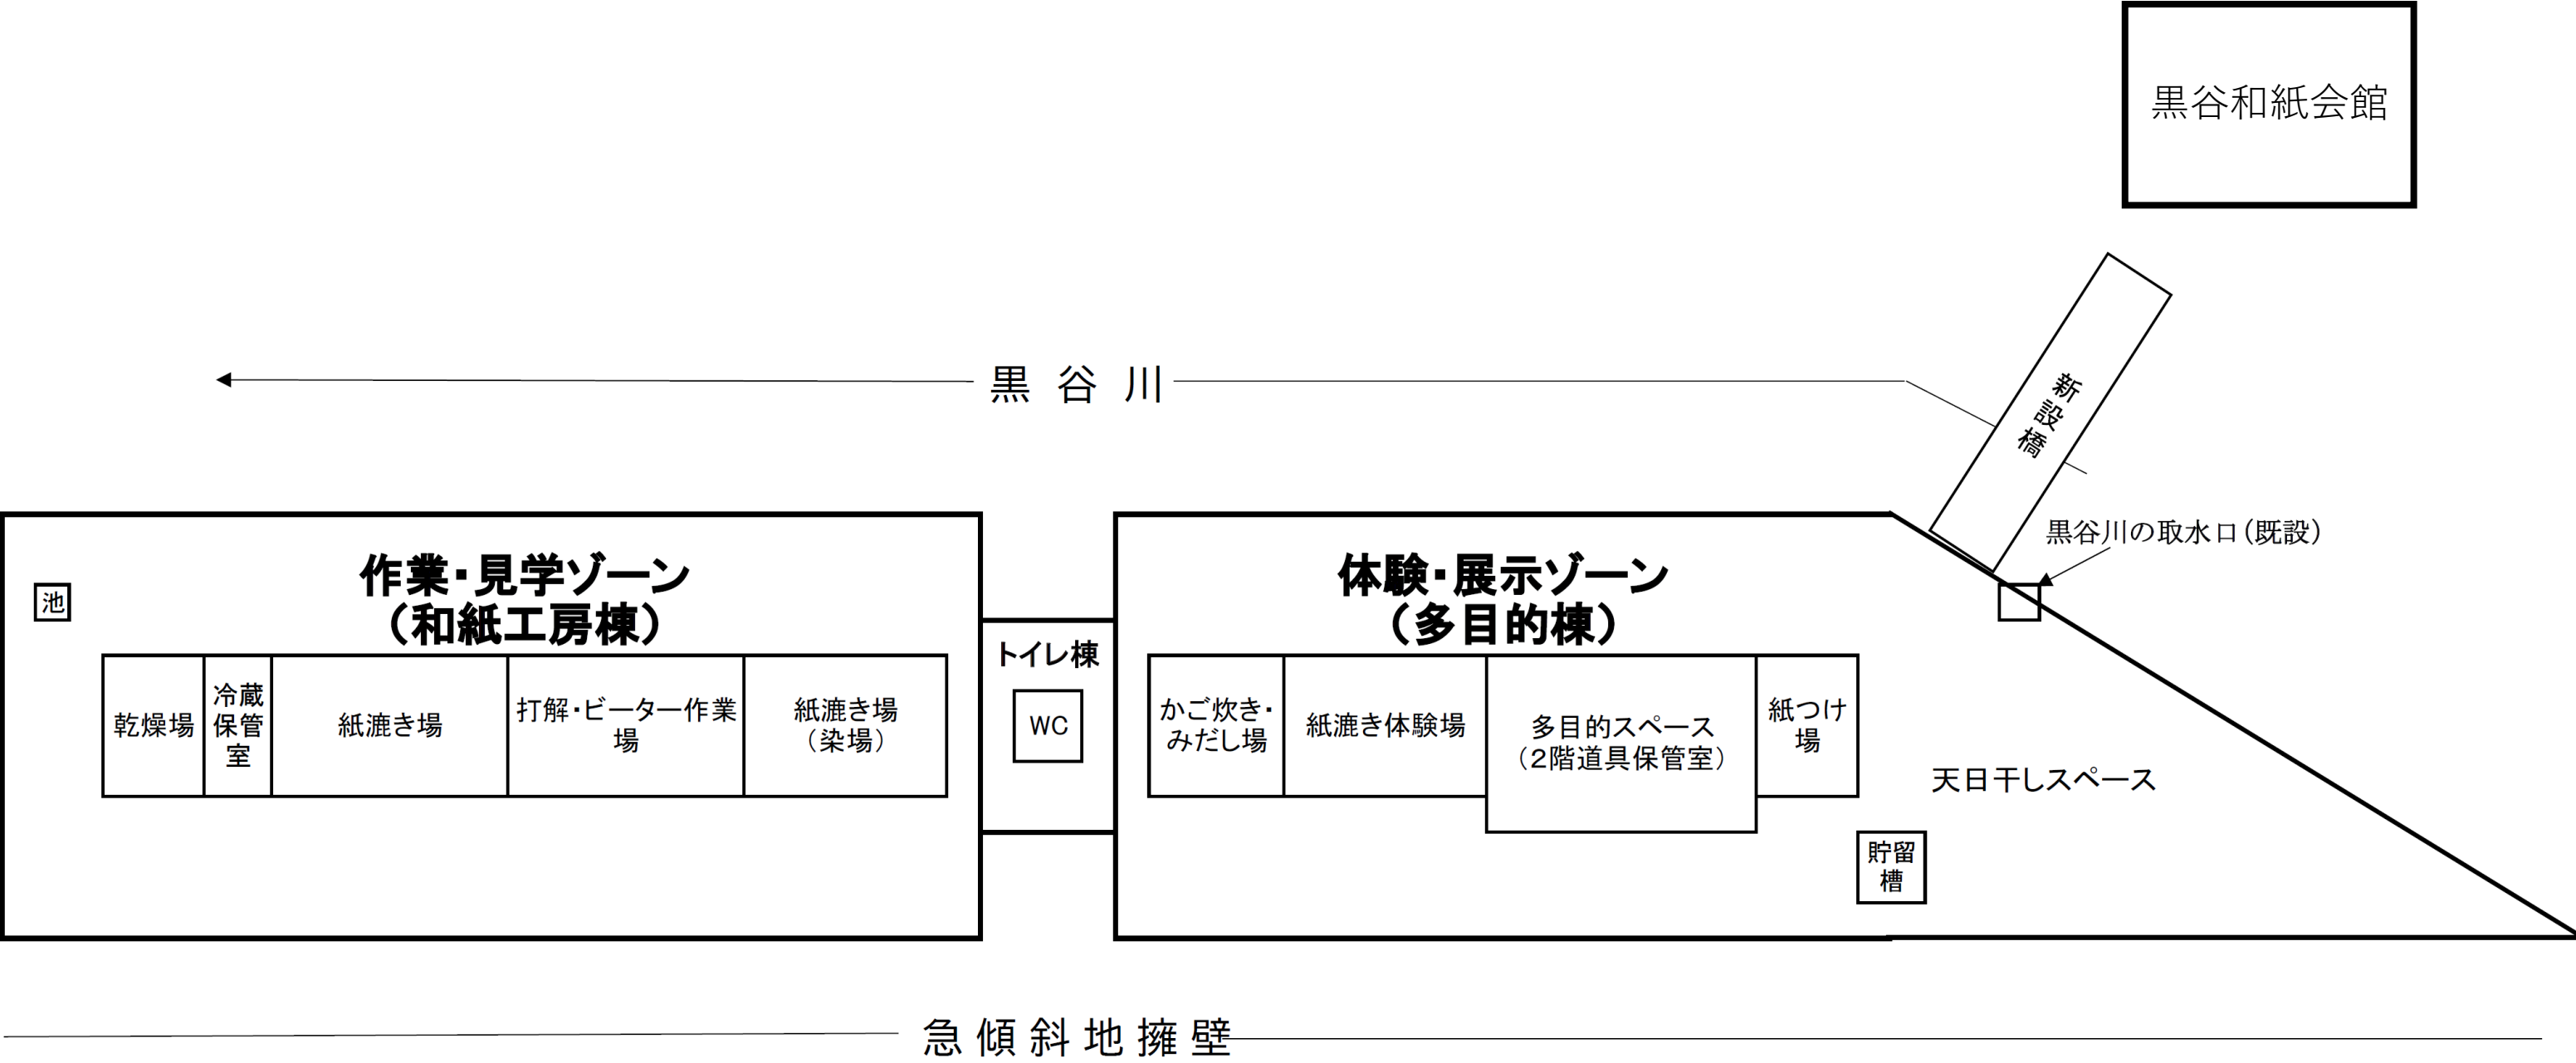 黒谷和紙会館
黒谷川
新設橋
黒谷川の取水口（既設）
作業・見学ゾーン
（和紙工房棟）
池
乾燥場
冷蔵
保管
室
紙漉き場
打解・ビーター作業
場
紙漉き場
（染場）
トイレ棟
WC
体験・展示ゾーン
（多目的棟）
かご炊き・
みだし場
紙漉き体験場
多目的スペース
（２階道具保管室）
紙つけ
場
天日干しスペース
貯留
槽
急傾斜地擁壁